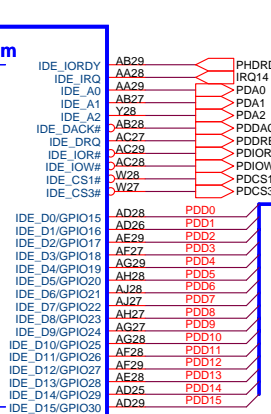 m
IDE_IORDY AB29 PHDRD
IDE_IRQ AA28 IRQ14
IDE_A0 AA29 PDA0
IDE_A1 AB27 PDA1
IDE_A2 Y28 PDA2
IDE_DACK# AB28 PDDAC
IDE_DRQ AC27 PDDRE
IDE_IOR# AC29 PDIOR
IDE_IOW# AC28 PDIOW
IDE_CS1# W28 PDCS1
IDE_CS3# W27 PDCS3
IDE_D0/GPIO15 AD28 PDD0
IDE_D1/GPIO16 AD26 PDD1
IDE_D2/GPIO17 AE29 PDD2
IDE_D3/GPIO18 AF27 PDD3
IDE_D4/GPIO19 AG29 PDD4
IDE_D5/GPIO20 AH28 PDD5
IDE_D6/GPIO21 AJ28 PDD6
IDE_D7/GPIO22 AJ27 PDD7
IDE_D8/GPIO23 AH27 PDD8
IDE_D9/GPIO24 AG27 PDD9
IDE_D10/GPIO25 AG28 PDD10
IDE_D11/GPIO26 AF28 PDD11
IDE_D12/GPIO27 AF29 PDD12
IDE_D13/GPIO28 AE28 PDD13
IDE_D14/GPIO29 AD25 PDD14
IDE_D15/GPIO30 AD29 PDD15